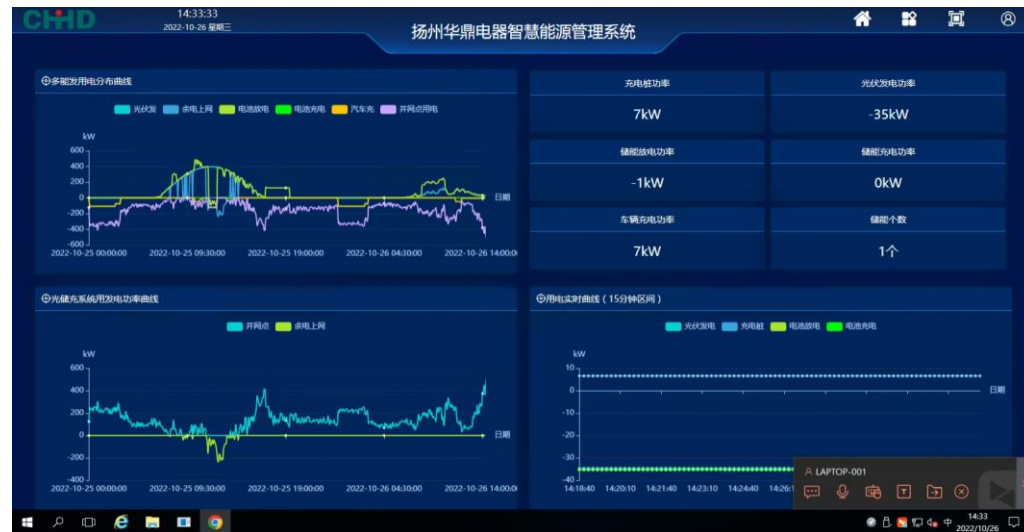 CHHD
14:33:33
2022-10-26 星期三
扬州华鼎电器智慧能源管理系统
多能发用电分布曲线
光伏发 余电上网 电池放电 电池充电 汽车充 并网点用电
kW
600
400
200
0
-200
-400
-600
日期
2022-10-25 00:00:00 2022-10-25 09:30:00 2022-10-25 19:00:00 2022-10-26 04:30:00 2022-10-26 14:00:0
充电桩功率
7kW
光伏发电功率
-35kW
储能放电功率
-1kW
储能充电功率
0kW
车辆充电功率
7kW
储能个数
1个
光储充系统用发电功率曲线
并网点 余电上网
kW
600
400
200
0
-200
-400
日期
2022-10-25 00:00:00 2022-10-25 09:30:00 2022-10-25 19:00:00 2022-10-26 04:30:00 2022-10-26 14:00:0
用电实时曲线（15分钟区间）
光伏发电 充电桩 电池放电 电池充电
kW
10
0
-10
-20
-30
-40
日期
14:18:40 14:20:10 14:21:40 14:23:10 14:24:40 14:26:1
LAPTOP-001
中
14:33
2022/10/26